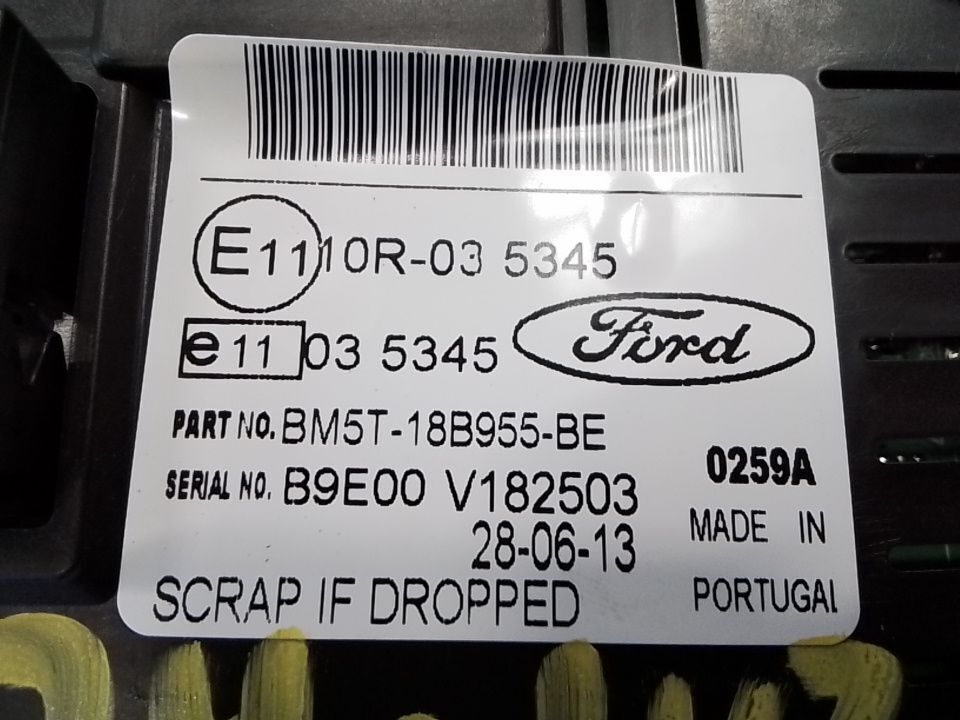 E11 10R-03 5345
e11 03 5345
Ford
PART NO. BM5T-18B955-BE
SERIAL NO. B9E00 V182503
0259A
28-06-13
MADE IN
PORTUGAL
SCRAP IF DROPPED